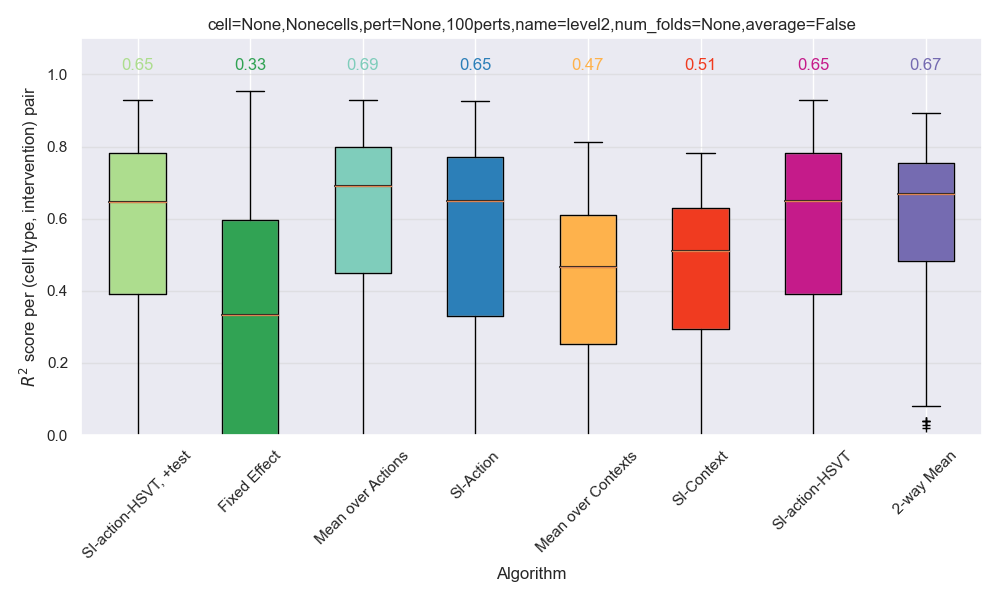 cell=None,Nonecells,pert=None,100perts,name=level2,num_folds=None,average=False
0.65 0.33 0.69 0.65 0.47 0.51 0.65 0.67
1.0
0.8
0.6
0.4
0.2
0.0
R² score per (cell type, intervention) pair
SI-action-HSVT, +test
Fixed Effect
Mean over Actions
SI-Action
Mean over Contexts
SI-Context
SI-action-HSVT
2-way Mean
Algorithm